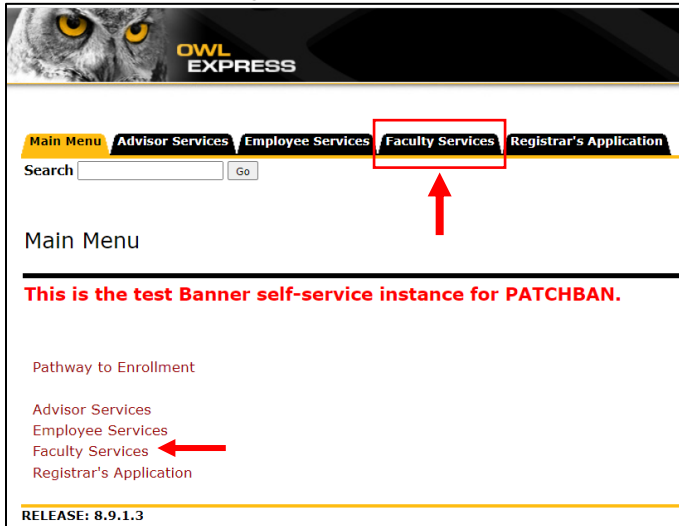 OWL
EXPRESS
Main Menu Advisor Services Employee Services Faculty Services Registrar's Application
Search Go
Main Menu
This is the test Banner self-service instance for PATCHBAN.
Pathway to Enrollment
Advisor Services
Employee Services
Faculty Services
Registrar's Application
RELEASE: 8.9.1.3